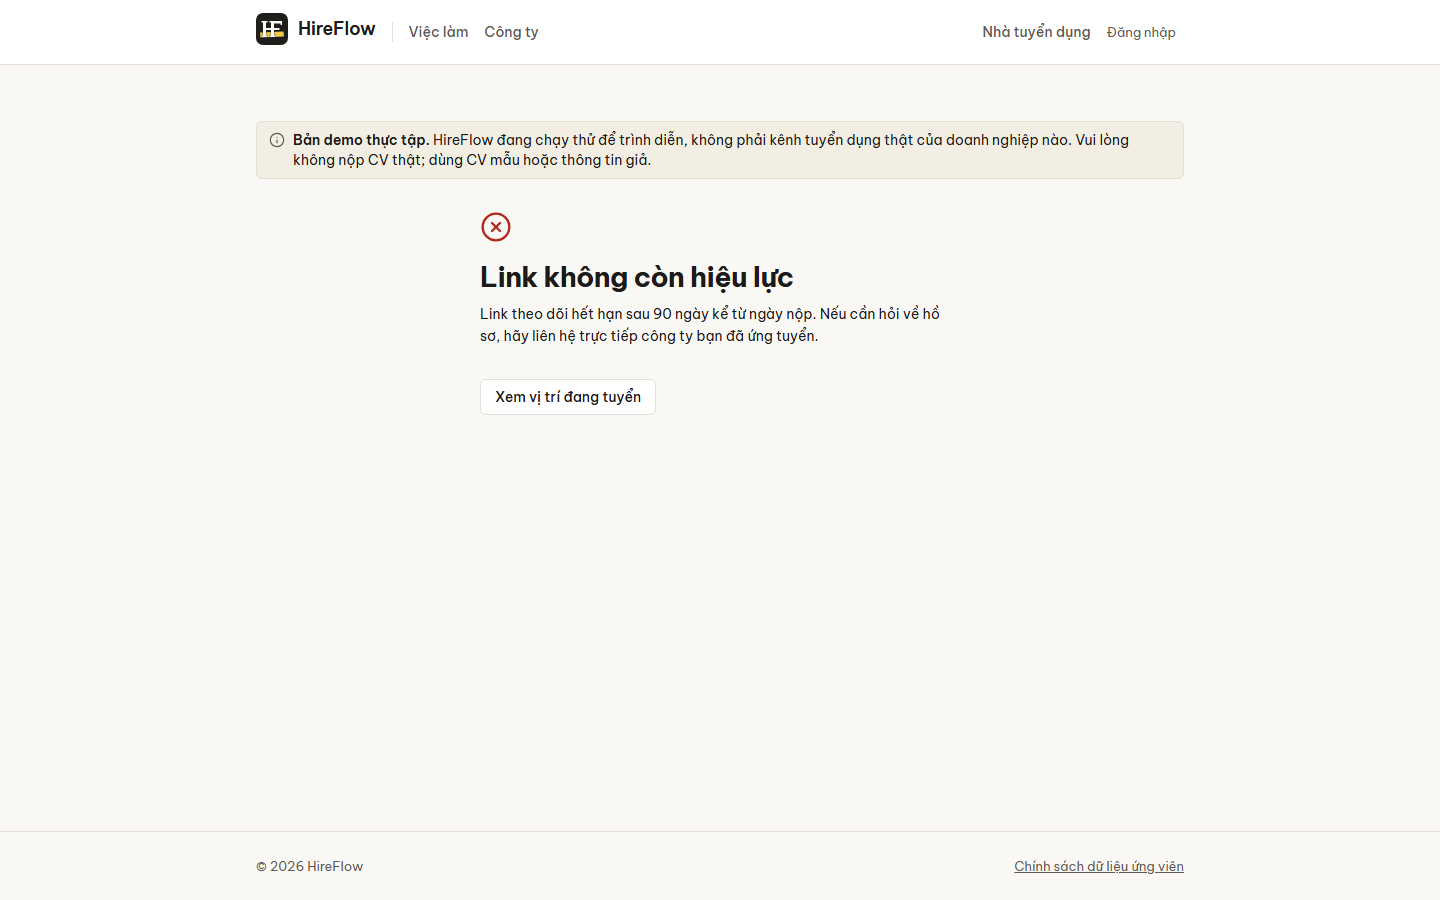 HF
HireFlow
Việc làm
Công ty
Nhà tuyển dụng
Đăng nhập
Bản demo thực tập. HireFlow đang chạy thử để trình diễn, không phải kênh tuyển dụng thật của doanh nghiệp nào. Vui lòng
không nộp CV thật; dùng CV mẫu hoặc thông tin giả.
Link không còn hiệu lực
Link theo dõi hết hạn sau 90 ngày kể từ ngày nộp. Nếu cần hỏi về hồ
sơ, hãy liên hệ trực tiếp công ty bạn đã ứng tuyển.
Xem vị trí đang tuyển
© 2026 HireFlow
Chính sách dữ liệu ứng viên